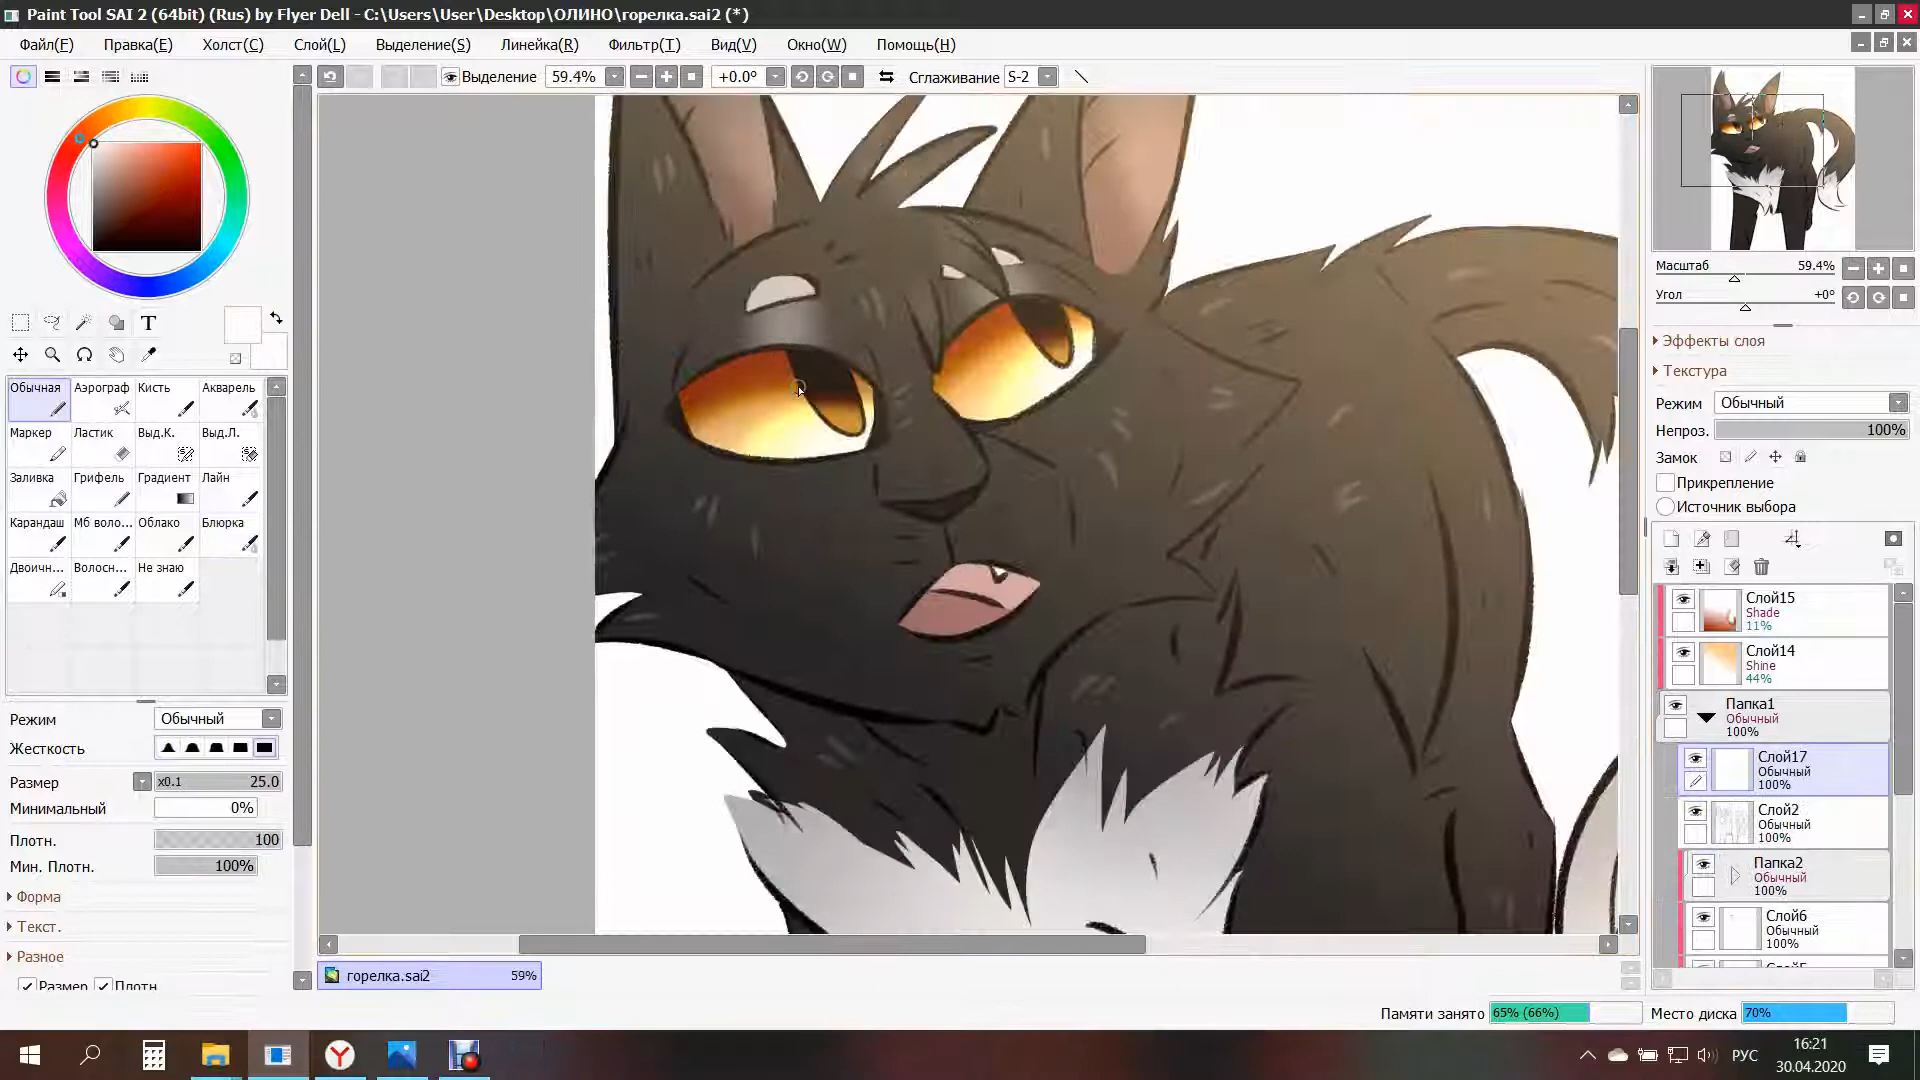 Paint Tool SAI 2 (64bit) (Rus) by Flyer Dell - C:\Users\User\Desktop\ОЛИНО\горелка.sai2 (*)
Файл(F) Правка(E) Холст(C) Слой(L) Выделение(S) Линейка(R) Фильтр(T) Вид(V) Окно(W) Помощь(H)
Выделение 59.4% +0.0° Сглаживание S-2
Масштаб 59.4%
Угол +0°
Эффекты слоя
Текстура
Режим Обычный
Непроз. 100%
Замок
Прикрепление
Источник выбора
T
Обычная Аэрограф Кисть Акварель
Маркер Ластик Выд.К. Выд.Л.
Заливка Грифель Градиент Лайн
Карандаш Мб воло... Облако Блюрка
Двоичн... Волосн... Не знаю
Режим Обычный
Жесткость
Размер x0.1 25.0
Минимальный 0%
Плотн. 100
Мин. Плотн. 100%
Форма
Текст.
Разное
Размер Плотн.
Слой15
Shade
11%
Слой14
Shine
44%
Папка1
Обычный
100%
Слой17
Обычный
100%
Слой2
Обычный
100%
Папка2
Обычный
100%
Слой6
Обычный
100%
горелка.sai2 59%
Памяти занято 65% (66%) Место диска 70%
РУС
16:21
30.04.2020